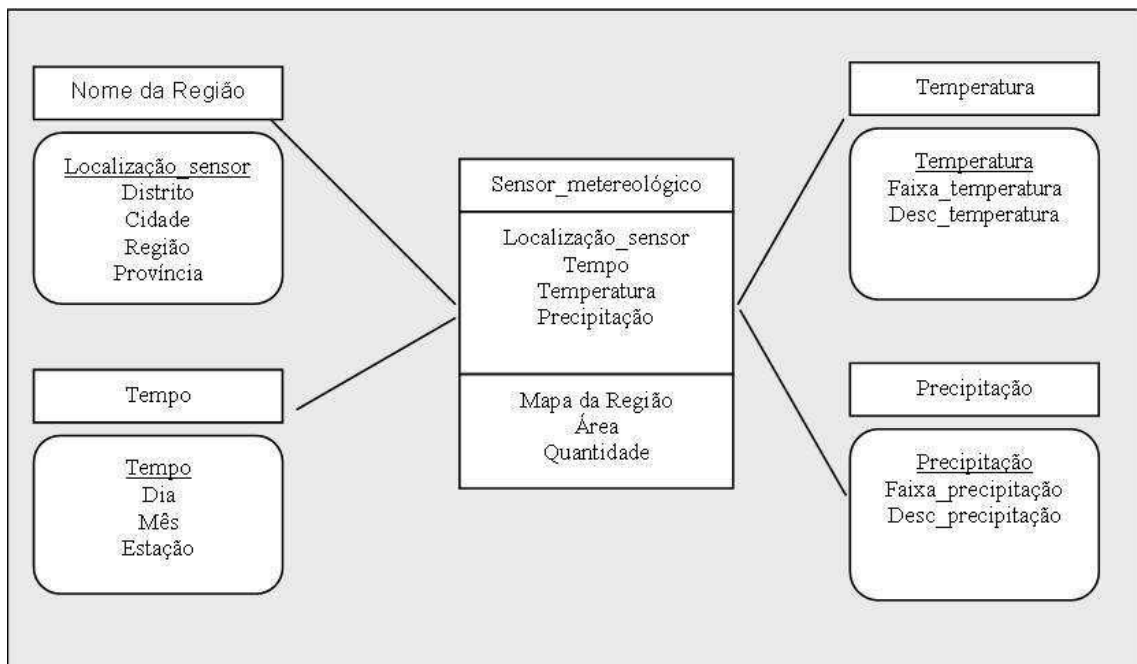 Nome da Região
Localização_sensor
Distrito
Cidade
Região
Província
Tempo
Tempo
Dia
Mês
Estação
Sensor_metereológico
Localização_sensor
Tempo
Temperatura
Precipitação
Mapa da Região
Área
Quantidade
Temperatura
Temperatura
Faixa_temperatura
Desc_temperatura
Precipitação
Precipitação
Faixa_precipitação
Desc_precipitação